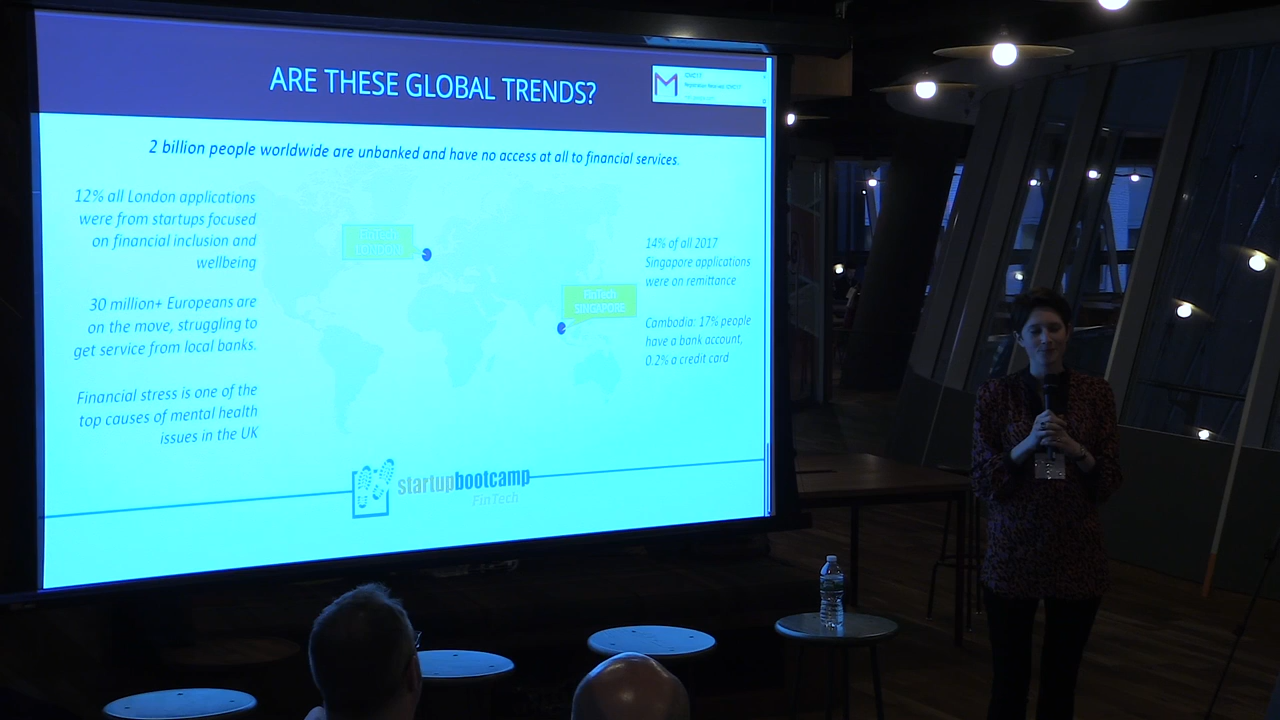 ARE THESE GLOBAL TRENDS?
M
2 billion people worldwide are unbanked and have no access at all to financial services.
12% all London applications
were from startups focused
on financial inclusion and
wellbeing
30 million+ Europeans are
on the move, struggling to
get service from local banks.
Financial stress is one of the
top causes of mental health
issues in the UK
FinTech
LONDON
FinTech
SINGAPORE
14% of all 2017
Singapore applications
were on remittance
Cambodia: 17% people
have a bank account,
0.2% a credit card
startupbootcamp
FinTech